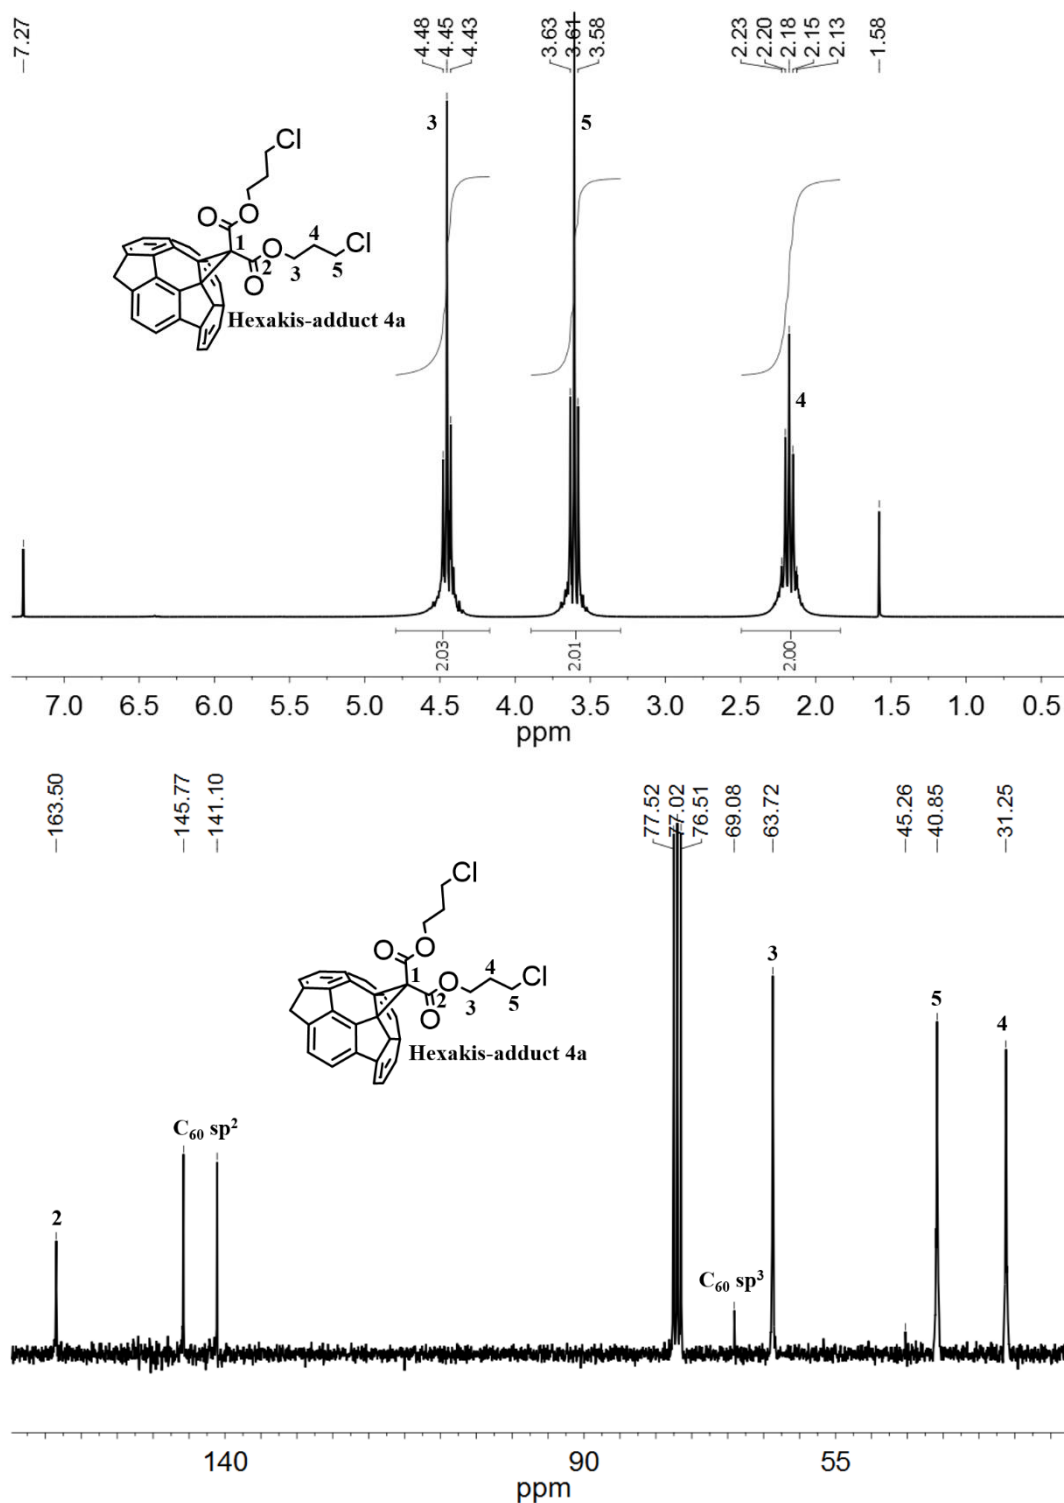 7.27
4.48
4.45
4.43
3.63
3.61
3.58
2.23
2.20
2.18
2.15
2.13
1.58
3
5
Cl
O
O
1
4
Cl
O
2
3
5
O
Hexakis-adduct 4a
4
2.03
2.01
2.00
7.0 6.5 6.0 5.5 5.0 4.5 4.0 3.5 3.0 2.5 2.0 1.5 1.0 0.5
ppm
163.50
145.77
141.10
77.52
77.02
76.51
69.08
63.72
45.26
40.85
31.25
Cl
O
O
1
4
Cl
O
2
3
5
O
Hexakis-adduct 4a
3
5
4
C60 sp2
2
C60 sp3
140 90 55
ppm